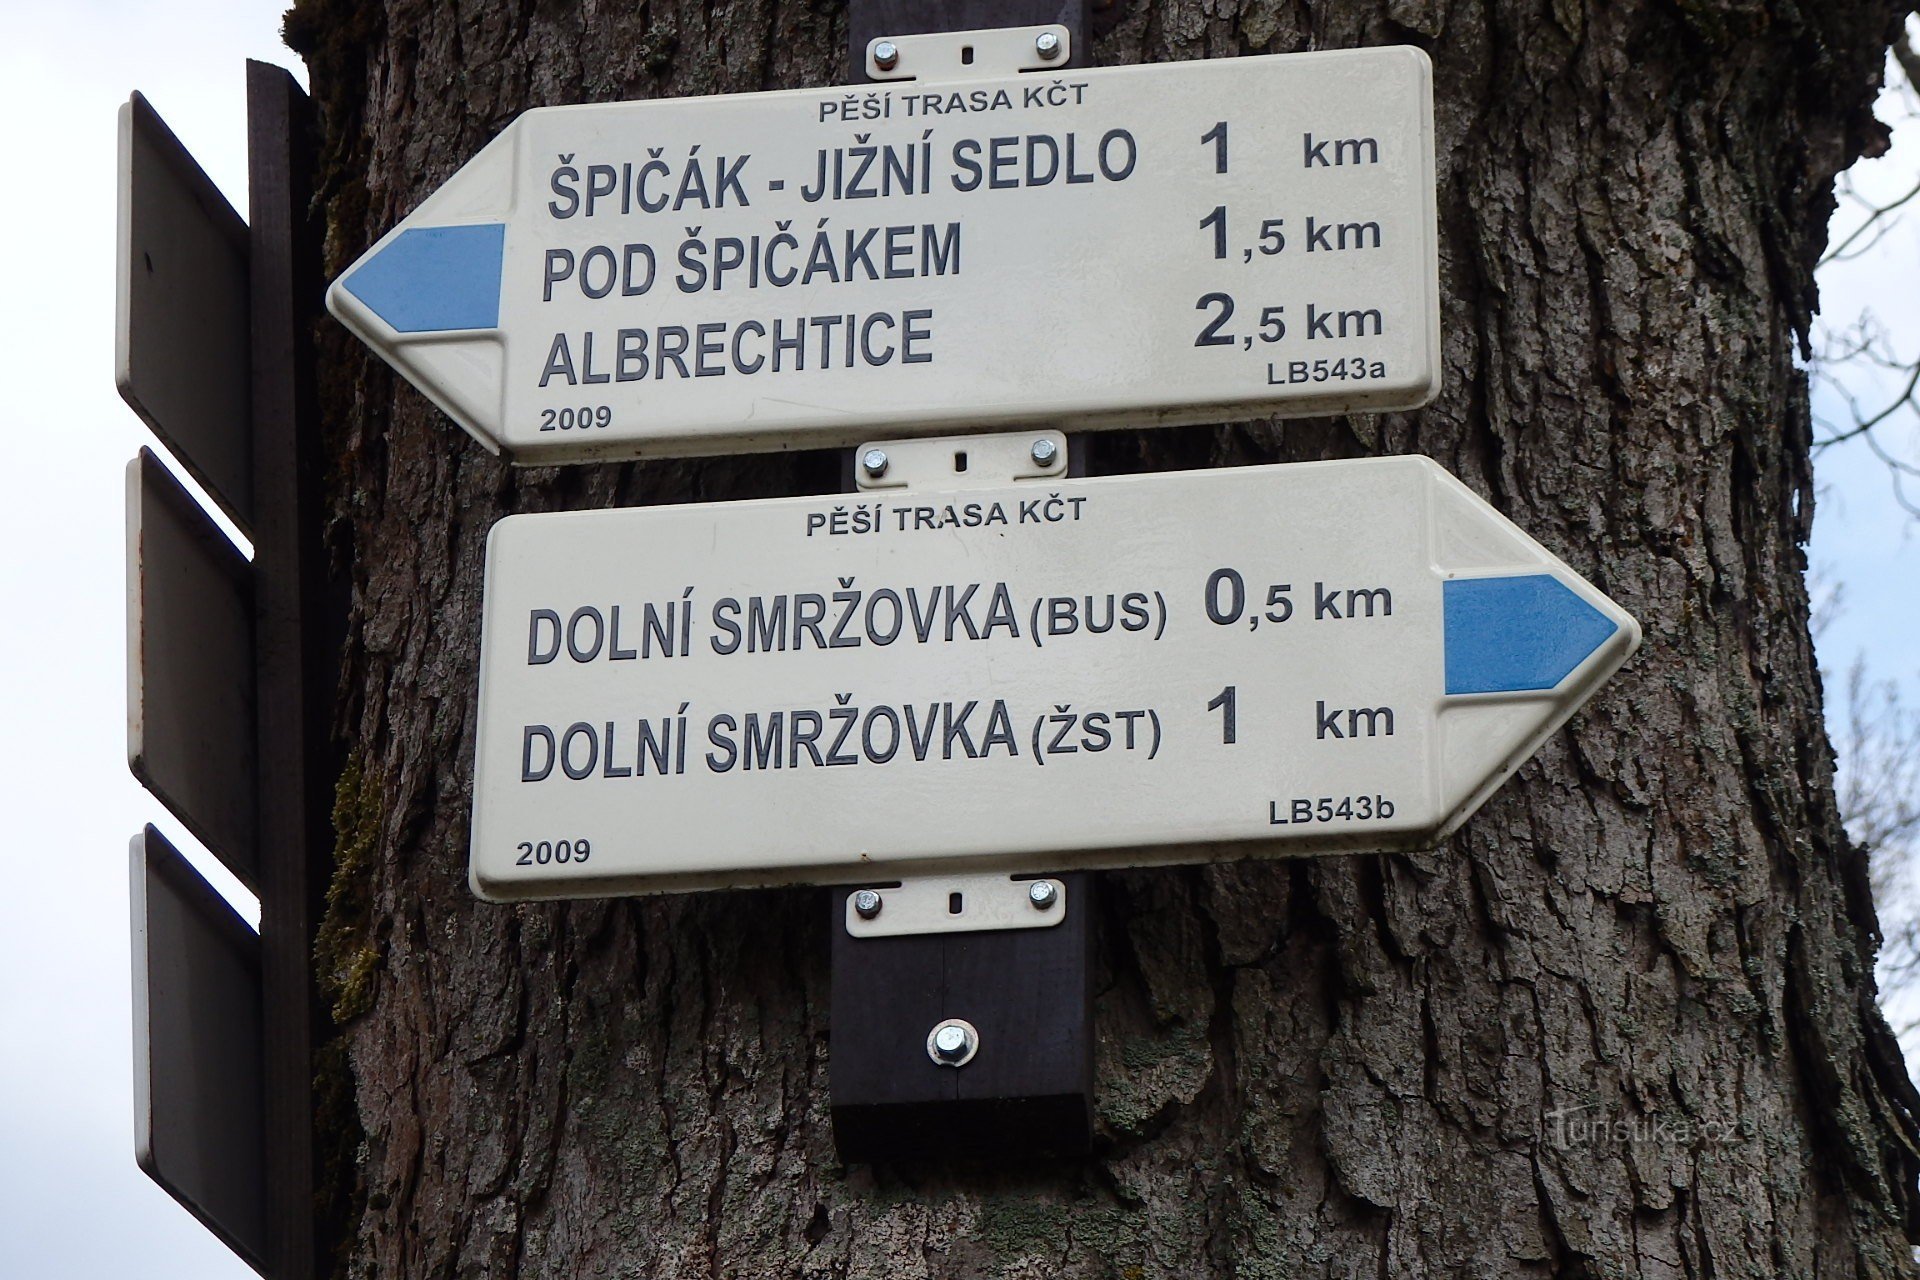 PĚŠÍ TRASA KČT
ŠPIČÁK - JIŽNÍ SEDLO 1 km
POD ŠPIČÁKEM 1,5 km
ALBRECHTICE 2,5 km
2009 LB543a
PĚŠÍ TRASA KČT
DOLNÍ SMRŽOVKA (BUS) 0,5 km
DOLNÍ SMRŽOVKA (ŽST) 1 km
2009 LB543b
Turistika.cz